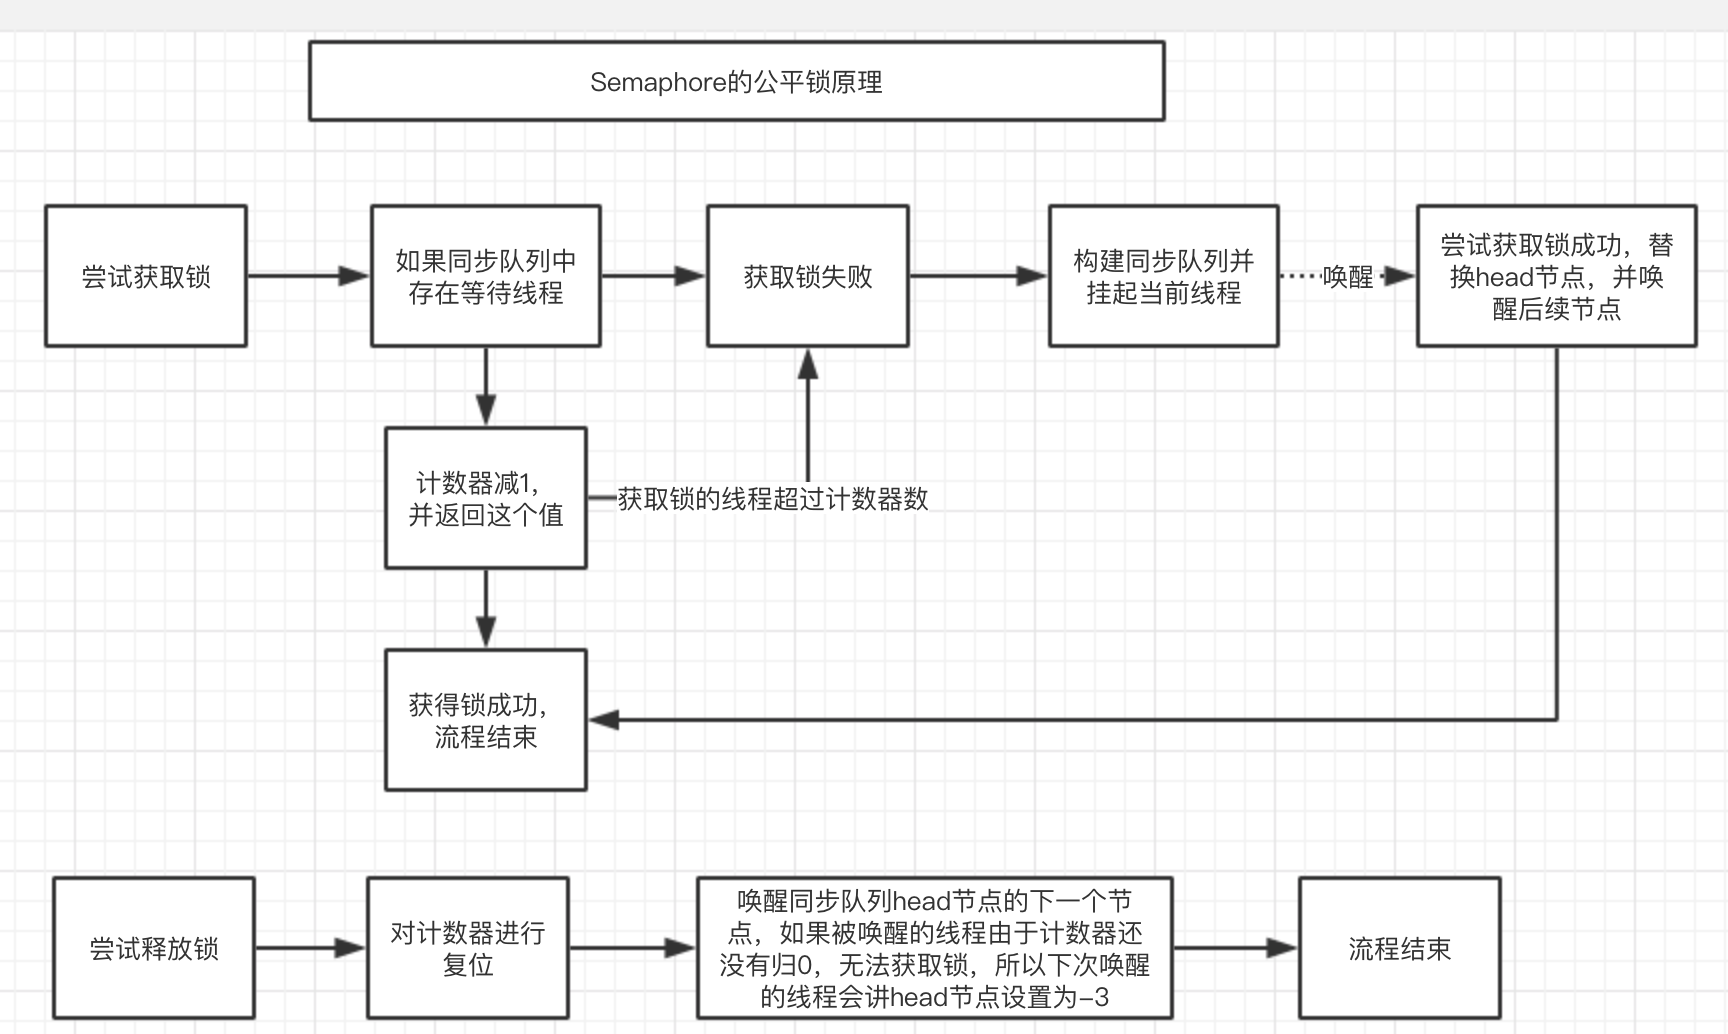 Semaphore的公平锁原理
尝试获取锁
如果同步队列中
存在等待线程
获取锁失败
构建同步队列并
挂起当前线程
唤醒
尝试获取锁成功，替
换head节点，并唤
醒后续节点
计数器减1，
并返回这个值
获取锁的线程超过计数器数
获得锁成功，
流程结束
尝试释放锁
对计数器进行
复位
唤醒同步队列head节点的下一个节
点，如果被唤醒的线程由于计数器还
没有归0，无法获取锁，所以下次唤醒
的线程会讲head节点设置为-3
流程结束